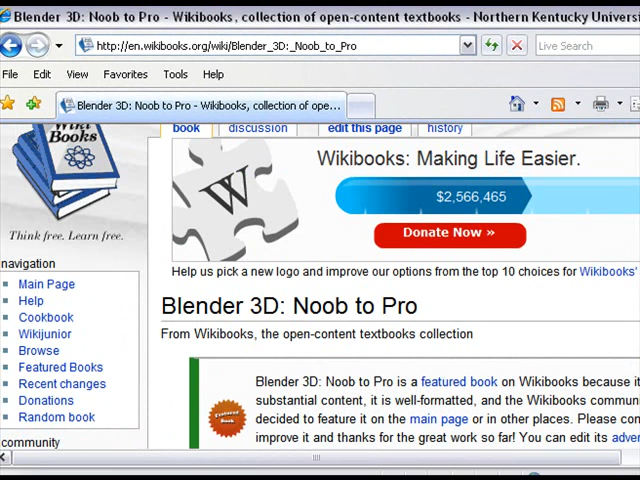 Blender 3D: Noob to Pro - Wikibooks, collection of open-content textbooks - Northern Kentucky Universi
http://en.wikibooks.org/wiki/Blender_3D:_Noob_to_Pro
Live Search
File Edit View Favorites Tools Help
Blender 3D: Noob to Pro - Wikibooks, collection of ope...
book discussion edit this page history
Wiki
Books
Think free. Learn free.
W
Wikibooks: Making Life Easier.
$2,566,465
Donate Now »
Help us pick a new logo and improve our options from the top 10 choices for Wikibooks'
navigation
Main Page
Help
Cookbook
Wikijunior
Browse
Featured Books
Recent changes
Donations
Random book
community
Blender 3D: Noob to Pro
From Wikibooks, the open-content textbooks collection
Featured
Book
Blender 3D: Noob to Pro is a featured book on Wikibooks because it
substantial content, it is well-formatted, and the Wikibooks commun
decided to feature it on the main page or in other places. Please con
improve it and thanks for the great work so far! You can edit its adver